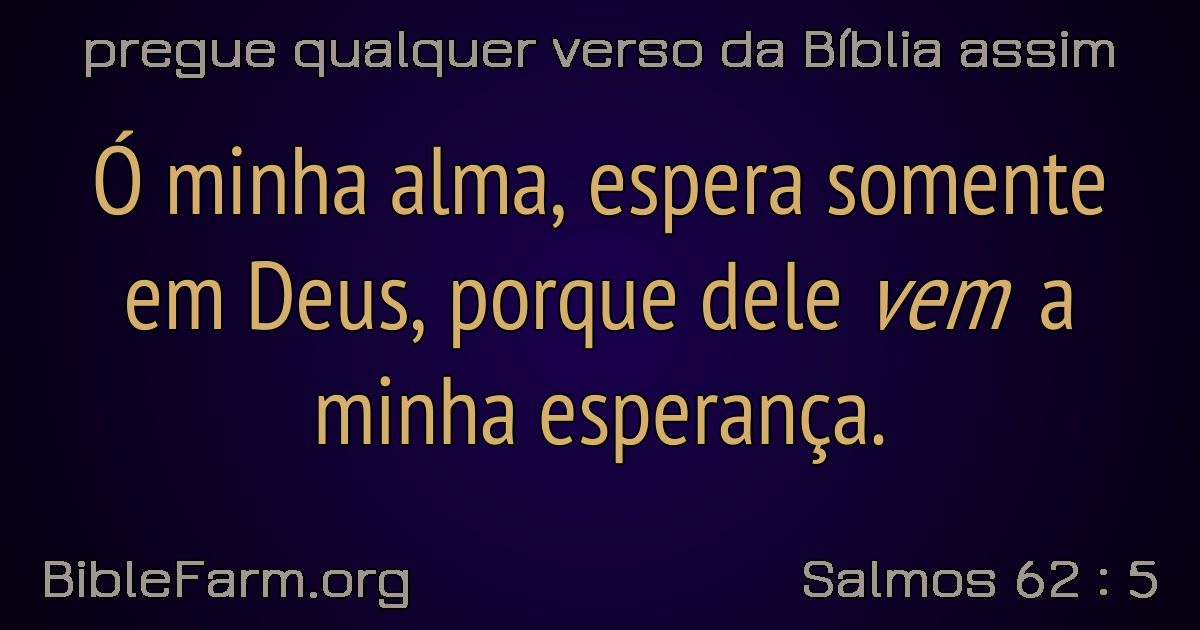 pregue qualquer verso da Bíblia assim
Ó minha alma, espera somente
em Deus, porque dele vem a
minha esperança.
BibleFarm.org
Salmos 62 : 5